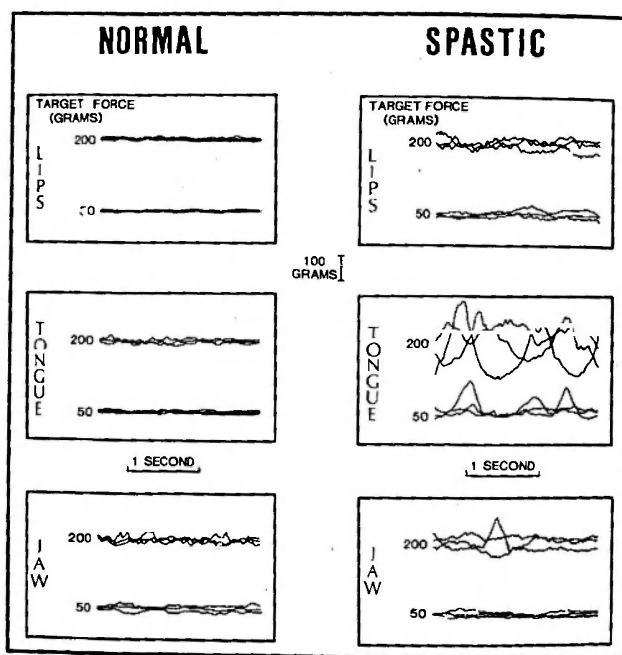 NORMAL
SPASTIC
TARGET FORCE
(GRAMS)
200
LIPS
TARGET FORCE
(GRAMS)
200
LIPS
50
100
GRAMS
TONGUE
200
50
TONGUE
200
50
1 SECOND
1 SECOND
JAW
200
50
JAW
200
50